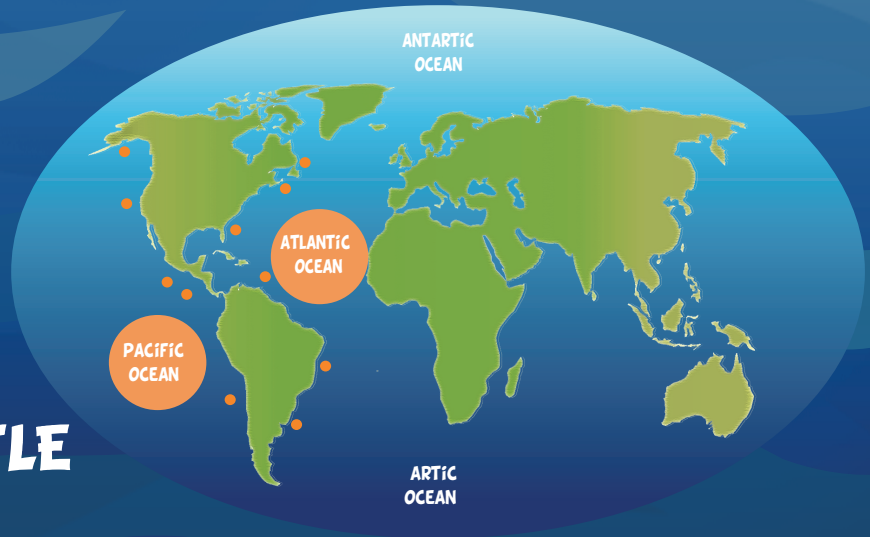 ANTARTIC
OCEAN
ATLANTIC
OCEAN
PACIFIC
OCEAN
TLE
ARTIC
OCEAN